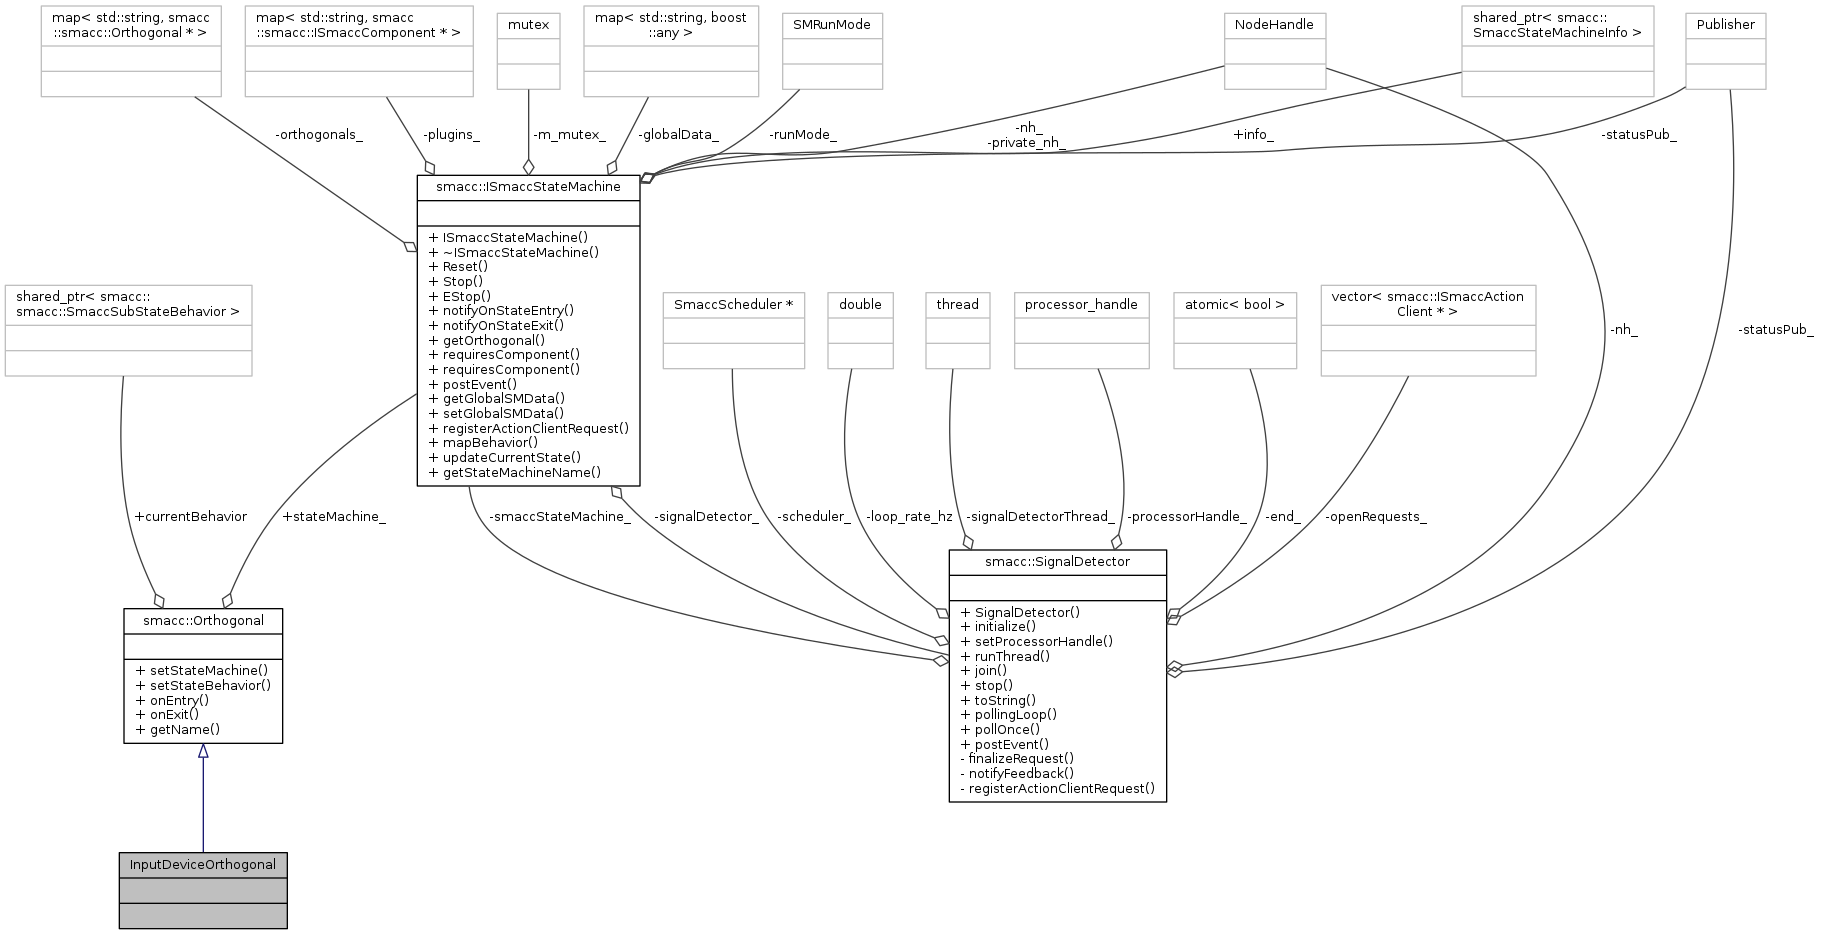 map< std::string, smacc
::smacc::Orthogonal * >
map< std::string, smacc
::smacc::ISmaccComponent * >
mutex
map< std::string, boost
::any >
SMRunMode
NodeHandle
shared_ptr< smacc::
SmaccStateMachineInfo >
Publisher
-orthogonals_
-plugins_
-m_mutex_
-globalData_
-runMode_
-nh_
-private_nh_
+info_
-statusPub_
smacc::ISmaccStateMachine
+ ISmaccStateMachine()
+ ~ISmaccStateMachine()
+ Reset()
+ Stop()
+ EStop()
+ notifyOnStateEntry()
+ notifyOnStateExit()
+ getOrthogonal()
+ requiresComponent()
+ requiresComponent()
+ postEvent()
+ getGlobalSMData()
+ setGlobalSMData()
+ registerActionClientRequest()
+ mapBehavior()
+ updateCurrentState()
+ getStateMachineName()
shared_ptr< smacc::
smacc::SmaccSubStateBehavior >
SmaccScheduler *
double
thread
processor_handle
atomic< bool >
vector< smacc::ISmaccAction
Client * >
-nh_
-statusPub_
+currentBehavior
+stateMachine_
-smaccStateMachine_
-signalDetector_
-scheduler_
-loop_rate_hz
-signalDetectorThread_
-processorHandle_
-end_
-openRequests_
smacc::SignalDetector
+ SignalDetector()
+ initialize()
+ setProcessorHandle()
+ runThread()
+ join()
+ stop()
+ toString()
+ pollingLoop()
+ pollOnce()
+ postEvent()
- finalizeRequest()
- notifyFeedback()
- registerActionClientRequest()
smacc::Orthogonal
+ setStateMachine()
+ setStateBehavior()
+ onEntry()
+ onExit()
+ getName()
InputDeviceOrthogonal